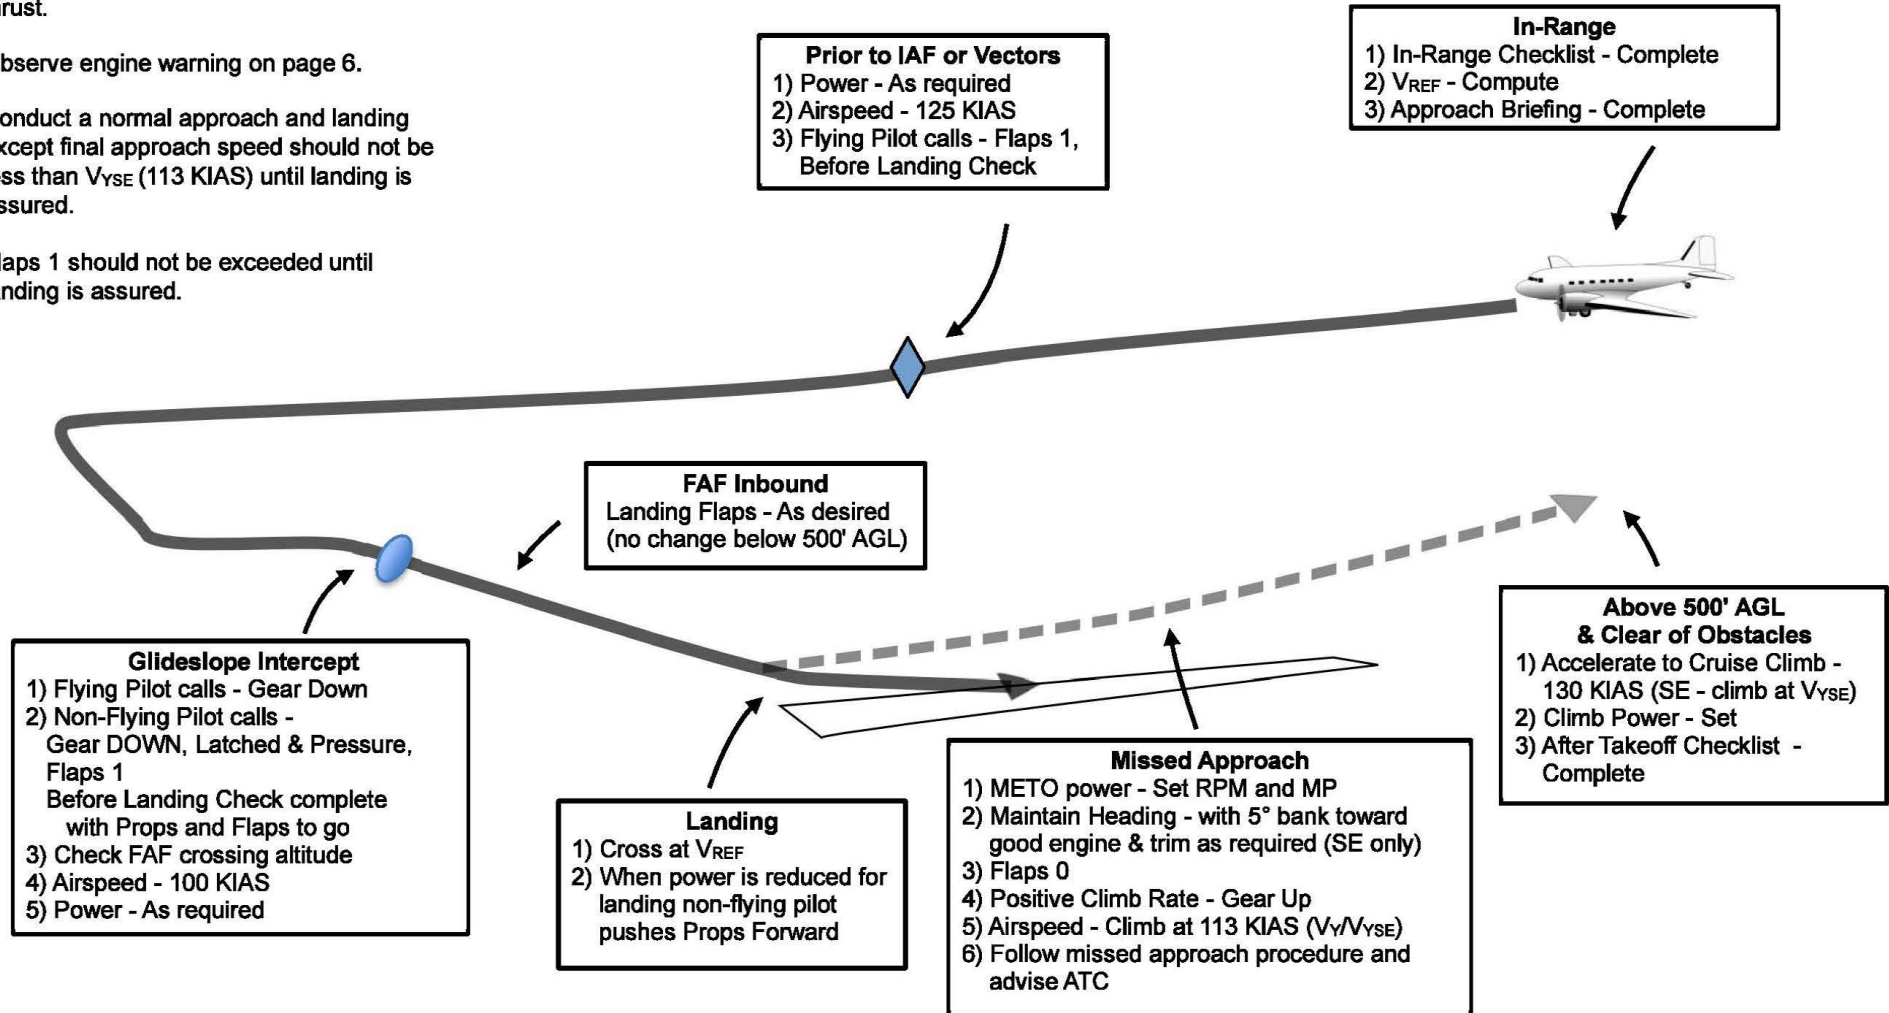 bserve engine warning on page 6.
onduct a normal approach and landing
xcept final approach speed should not be
ess than VYSE (113 KIAS) until landing is
ssured.
laps 1 should not be exceeded until
nding is assured.
Prior to IAF or Vectors
1) Power - As required
2) Airspeed - 125 KIAS
3) Flying Pilot calls - Flaps 1,
Before Landing Check
In-Range
1) In-Range Checklist - Complete
2) VREF - Compute
3) Approach Briefing - Complete
FAF Inbound
Landing Flaps - As desired
(no change below 500' AGL)
Glideslope Intercept
1) Flying Pilot calls - Gear Down
2) Non-Flying Pilot calls -
Gear DOWN, Latched & Pressure,
Flaps 1
Before Landing Check complete
with Props and Flaps to go
3) Check FAF crossing altitude
4) Airspeed - 100 KIAS
5) Power - As required
Landing
1) Cross at VREF
2) When power is reduced for
landing non-flying pilot
pushes Props Forward
Missed Approach
1) METO power - Set RPM and MP
2) Maintain Heading - with 5° bank toward
good engine & trim as required (SE only)
3) Flaps 0
4) Positive Climb Rate - Gear Up
5) Airspeed - Climb at 113 KIAS (VY/VYSE)
6) Follow missed approach procedure and
advise ATC
Above 500' AGL
& Clear of Obstacles
1) Accelerate to Cruise Climb -
130 KIAS (SE - climb at VYSE)
2) Climb Power - Set
3) After Takeoff Checklist -
Complete